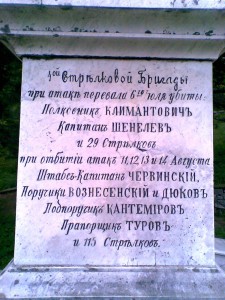 4ой Стрѣлковой Бригады
при атакѣ перевала 6го юля убиты
Полковникъ КЛИМАНТОВИЧЪ
Капитанъ ШЕНЕЛЕВЪ
и 29 Стрѣлковъ
при отбитіи атакъ 11, 12, 13 и 14 Августа
Штабсъ-Капитанъ ЧЕРВИНСКІЙ,
Поручики ВОЗНЕСЕНСКІЙ и ДЮКОВЪ
Подпоручикъ КАНТЕМІРОВЪ
Прапорщикъ ТУРОВЪ
и 115 Стрѣлковъ.